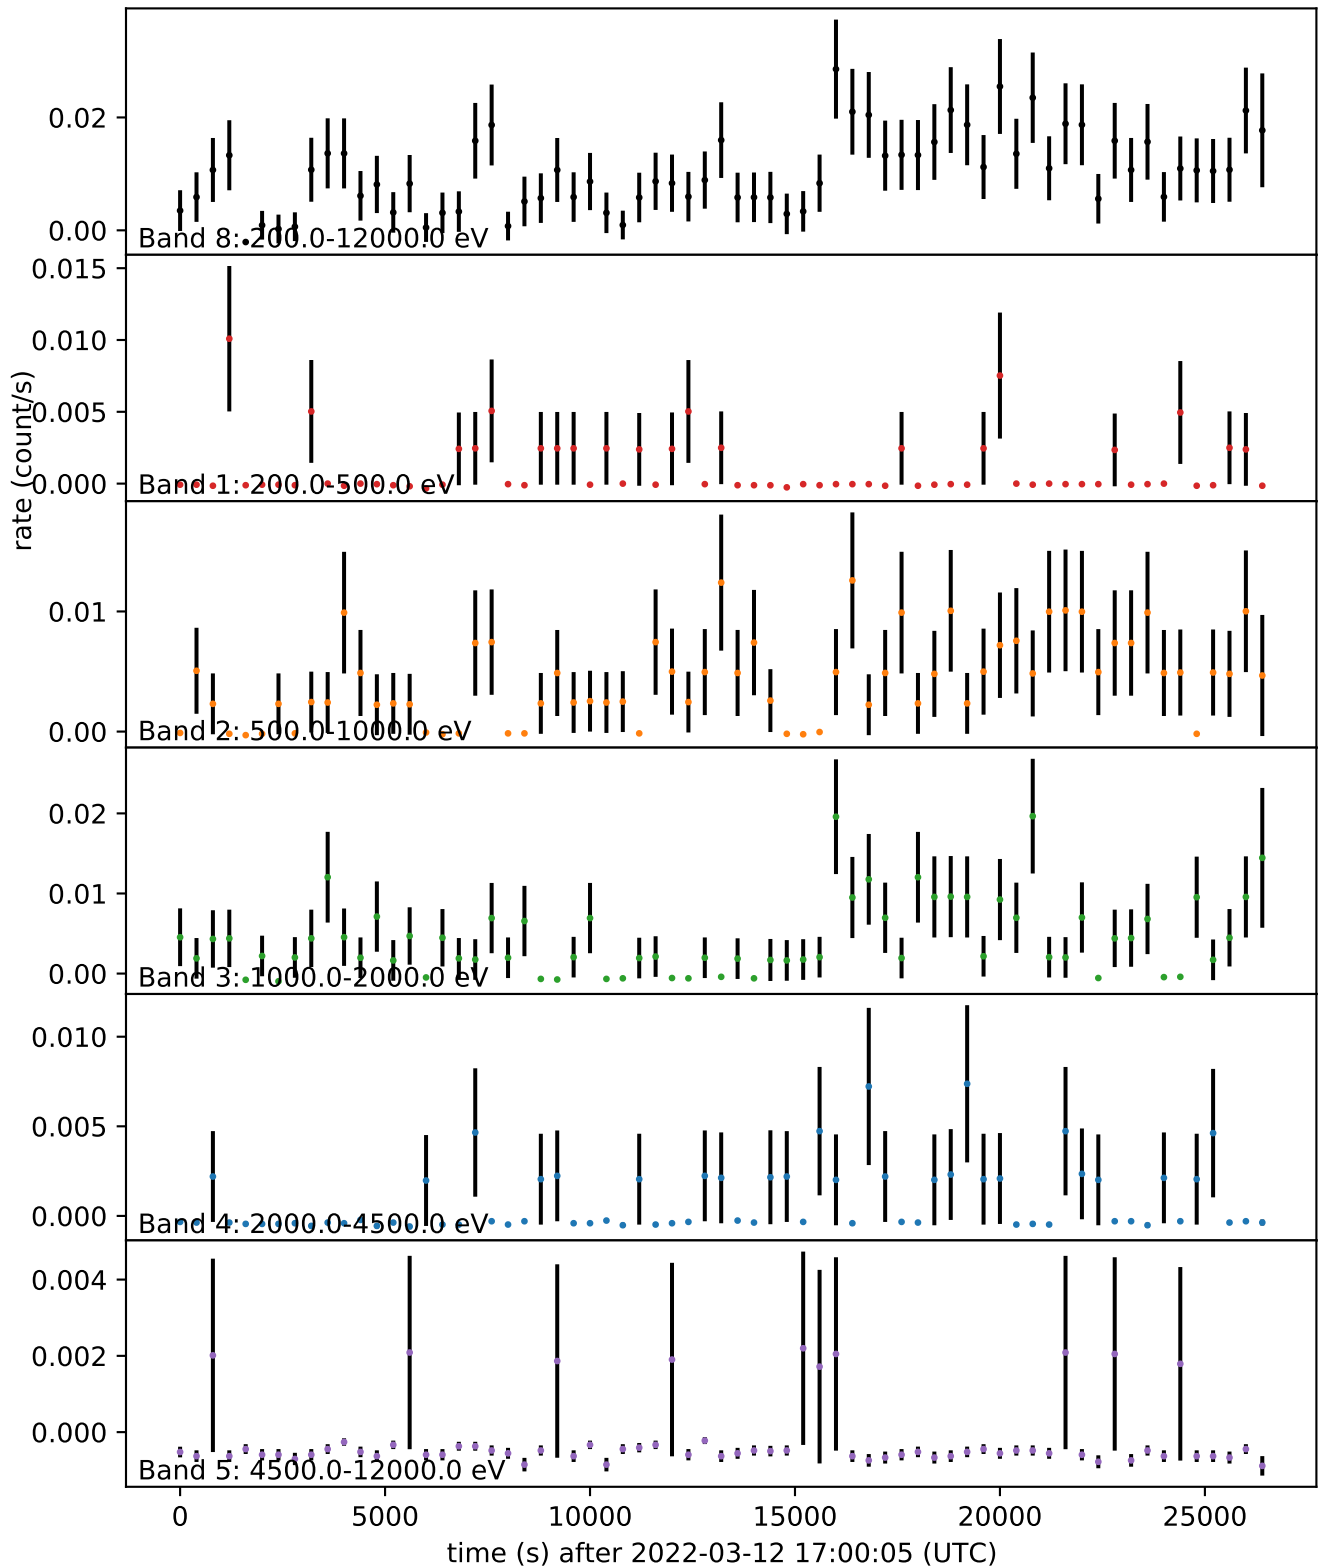 0.02
0.00
Band 8: 200.0-12000.0 eV
0.015
0.010
0.005
0.000
Band 1: 200.0-500.0 eV
rate (count/s)
0.01
0.00
Band 2: 500.0-1000.0 eV
0.02
0.01
0.00
Band 3: 1000.0-2000.0 eV
0.010
0.005
0.000
Band 4: 2000.0-4500.0 eV
0.004
0.002
0.000
Band 5: 4500.0-12000.0 eV
0 5000 10000 15000 20000 25000
time (s) after 2022-03-12 17:00:05 (UTC)